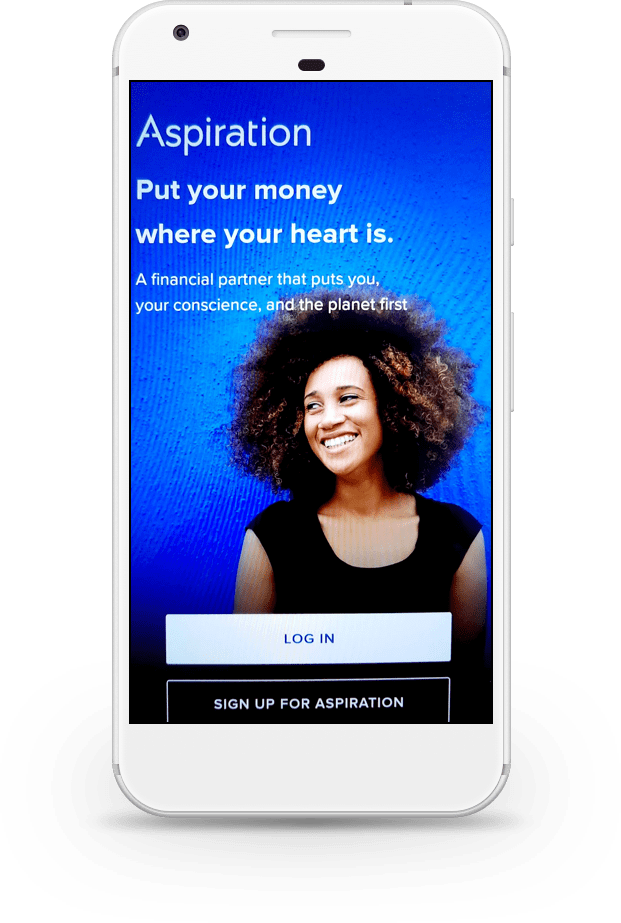 Aspiration
Put your money
where your heart is.
A financial partner that puts you,
your conscience, and the planet first
LOG IN
SIGN UP FOR ASPIRATION